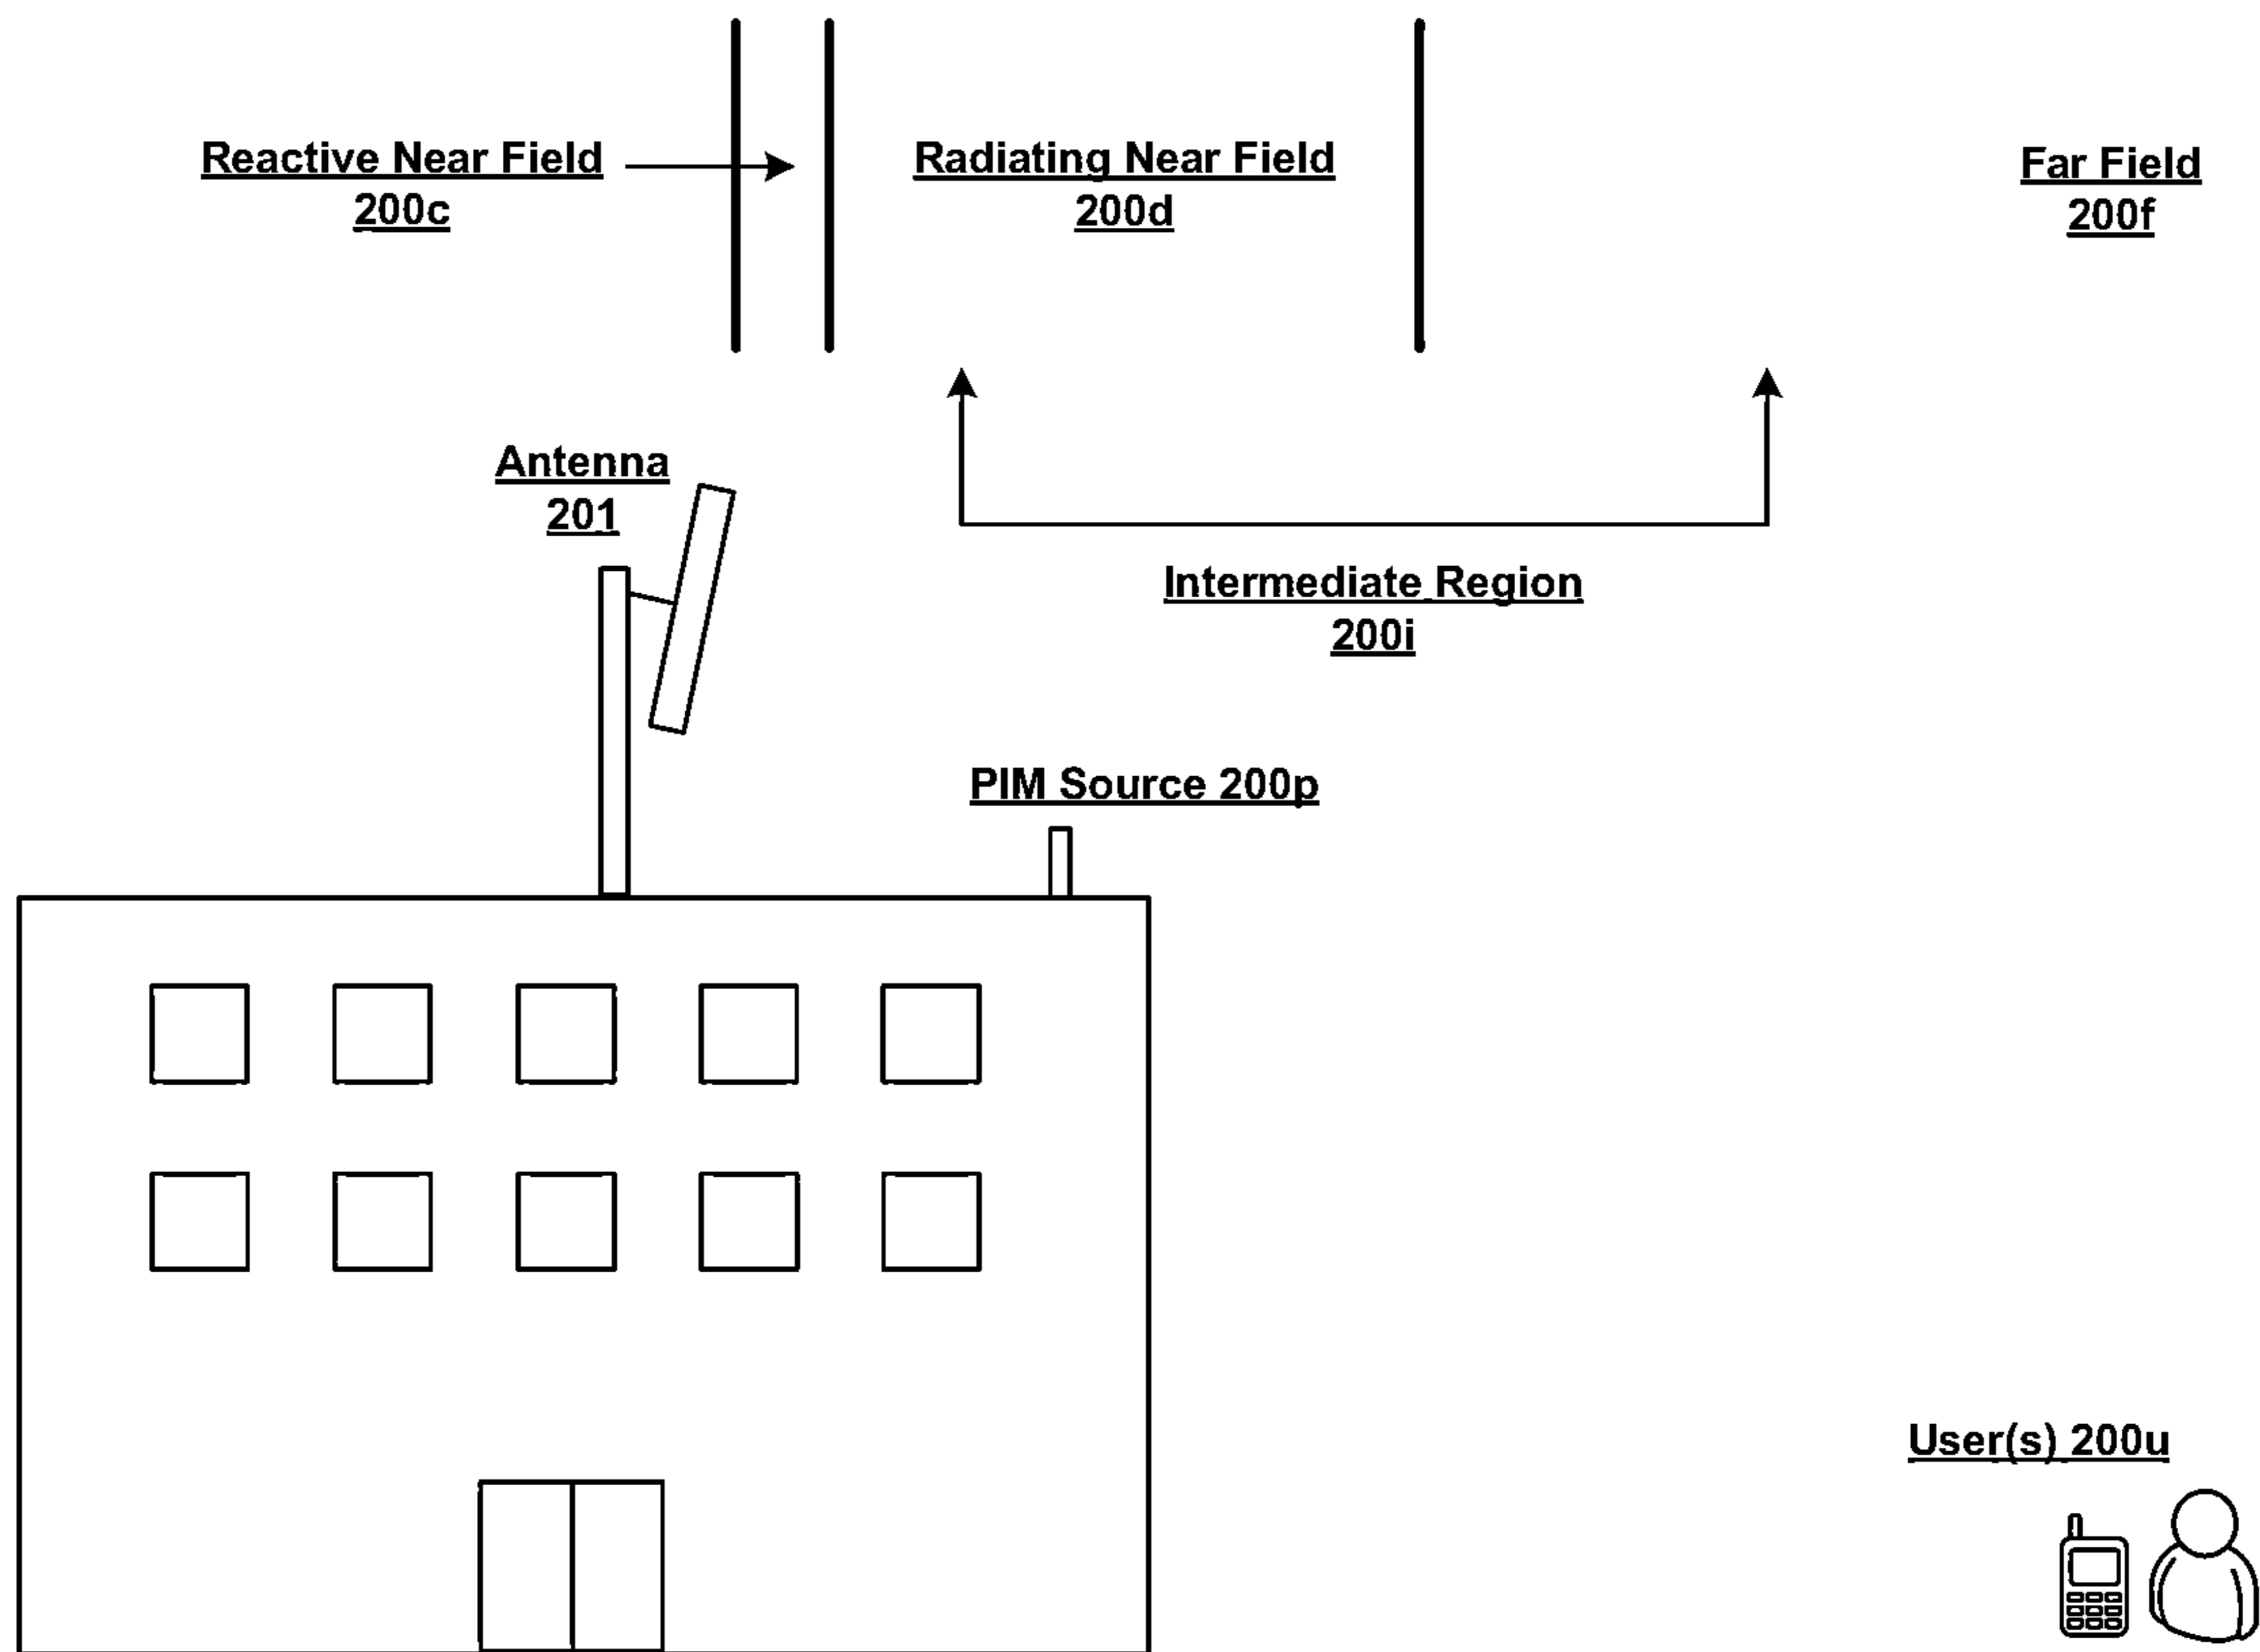 Reactive Near Field
200c
Radiating Near Field
200d
Far Field
200f
Antenna
201
Intermediate Region
200i
PIM Source 200p
User(s) 200u